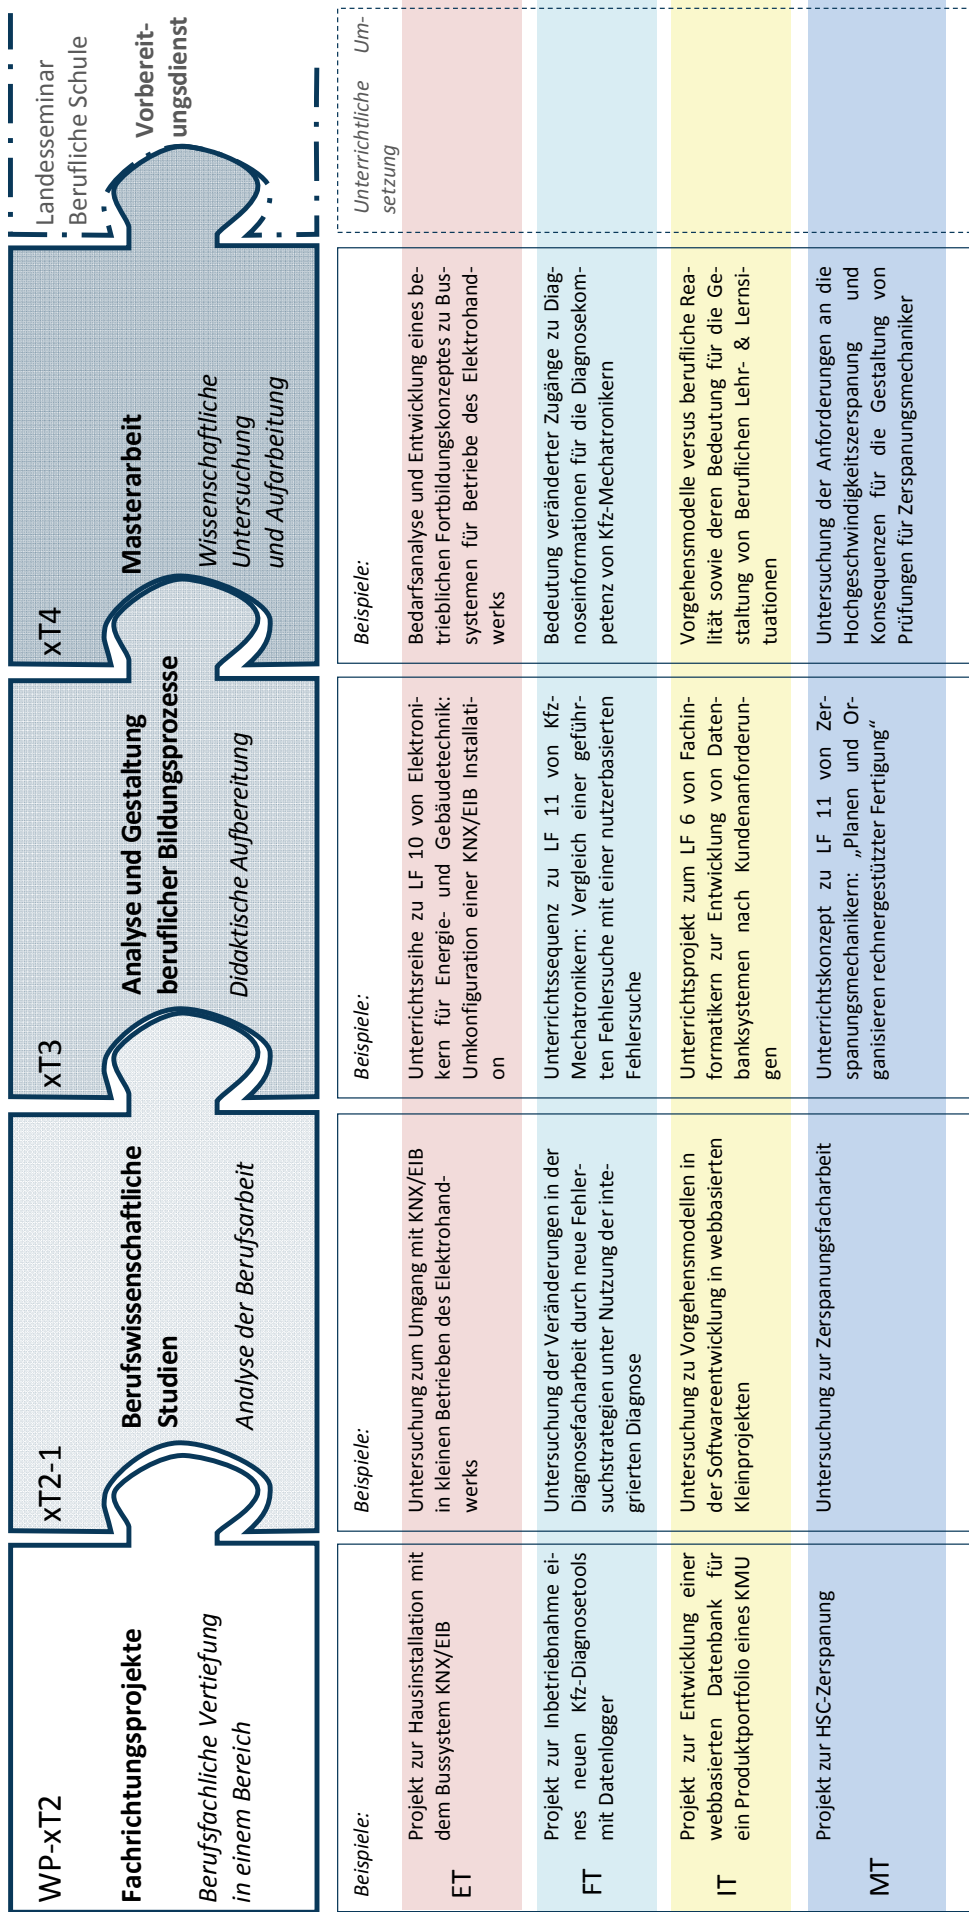 WP-xT2
Fachrichtungsprojekte
Berufsfachliche Vertiefung
in einem Bereich
xT2-1
Berufswissenschaftliche
Studien
Analyse der Berufsarbeit
xT3
Analyse und Gestaltung
beruflicher Bildungsprozesse
Didaktische Aufbereitung
xT4
Masterarbeit
Wissenschaftliche
Untersuchung
und Aufarbeitung
Landesseminar
Berufliche Schule
Vorbereit-
ungsdienst
Beispiele:
ET
Projekt zur Hausinstallation mit
dem Bussystem KNX/EIB
FT
Projekt zur Inbetriebnahme ei-
nes neuen Kfz-Diagnosetools
mit Datenlogger
IT
Projekt zur Entwicklung einer
webbasierten Datenbank für
ein Produktportfolio eines KMU
MT
Projekt zur HSC-Zerspanung
Beispiele:
Untersuchung zum Umgang mit KNX/EIB
in kleinen Betrieben des Elektrohand-
werks
Untersuchung der Veränderungen in der
Diagnosefacharbeit durch neue Fehler-
suchstrategien unter Nutzung der inte-
grierten Diagnose
Untersuchung zu Vorgehensmodellen in
der Softwareentwicklung in webbasierten
Kleinprojekten
Untersuchung zur Zerspanungsfacharbeit
Beispiele:
Unterrichtsreihe zu LF 10 von Elektroni-
kern für Energie- und Gebäudetechnik:
Umkonfiguration einer KNX/EIB Installati-
on
Unterrichtssequenz zu LF 11 von Kfz-
Mechatronikern: Vergleich einer geführ-
ten Fehlersuche mit einer nutzerbasierten
Fehlersuche
Unterrichtsprojekt zum LF 6 von Fachin-
formatikern zur Entwicklung von Daten-
banksystemen nach Kundenanforderun-
gen
Unterrichtskonzept zu LF 11 von Zer-
spanungsmechanikern: „Planen und Or-
ganisieren rechnergestützter Fertigung“
Beispiele:
Bedarfsanalyse und Entwicklung eines be-
trieblichen Fortbildungskonzeptes zu Bus-
systemen für Betriebe des Elektrohand-
werks
Bedeutung veränderter Zugänge zu Diag-
noseinformationen für die Diagnosekom-
petenz von Kfz-Mechatronikern
Vorgehensmodelle versus berufliche Rea-
lität sowie deren Bedeutung für die Ge-
staltung von Beruflichen Lehr- & Lernsi-
tuationen
Untersuchung der Anforderungen an die
Hochgeschwindigkeitszerspanung und
Konsequenzen für die Gestaltung von
Prüfungen für Zerspanungsmechaniker
Unterrichtliche Um-
setzung